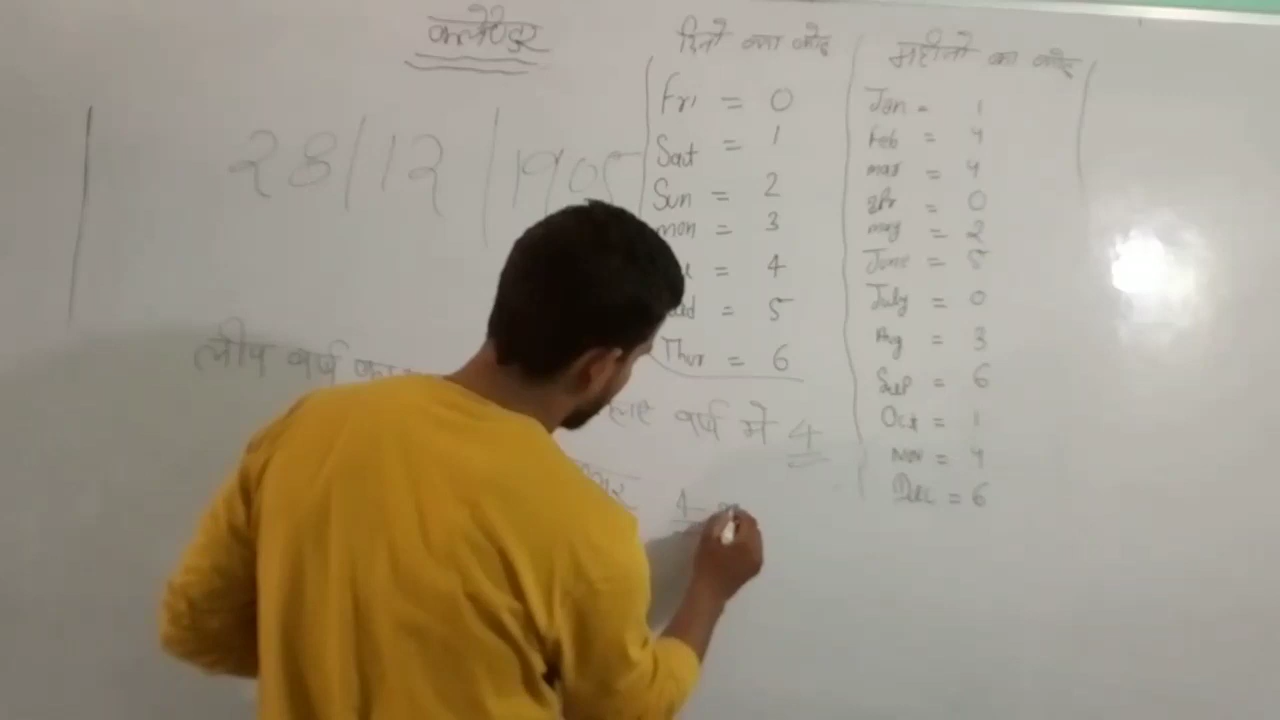 कलेण्डर
28/12/1905
लीप वर्ष का
वर्ष में 4
4
दिनों का कोड
Fri = 0
Sat = 1
Sun = 2
mon = 3
= 4
= 5
Thur = 6
महीनों का कोड
Jan = 1
Feb = 4
mar = 4
apr = 0
may = 2
June = 5
July = 0
Aug = 3
Sep = 6
Oct = 1
Nov = 4
Dec = 6